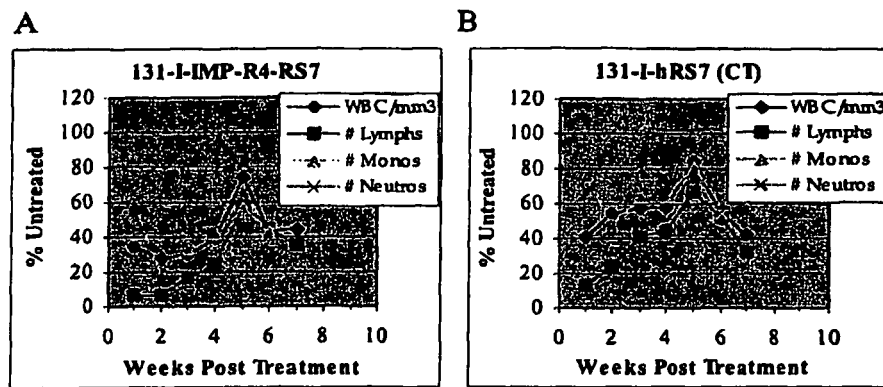 A
131-I-IMP-R4-RS7
120
100
80
60
40
20
0
% Untreated
0 2 4 6 8 10
Weeks Post Treatment
WBC/mm3
# Lymphs
# Monos
# Neutros
B
131-I-hRS7 (CT)
120
100
80
60
40
20
0
% Untreated
0 2 4 6 8 10
Weeks Post Treatment
WBC/mm3
# Lymphs
# Monos
# Neutros